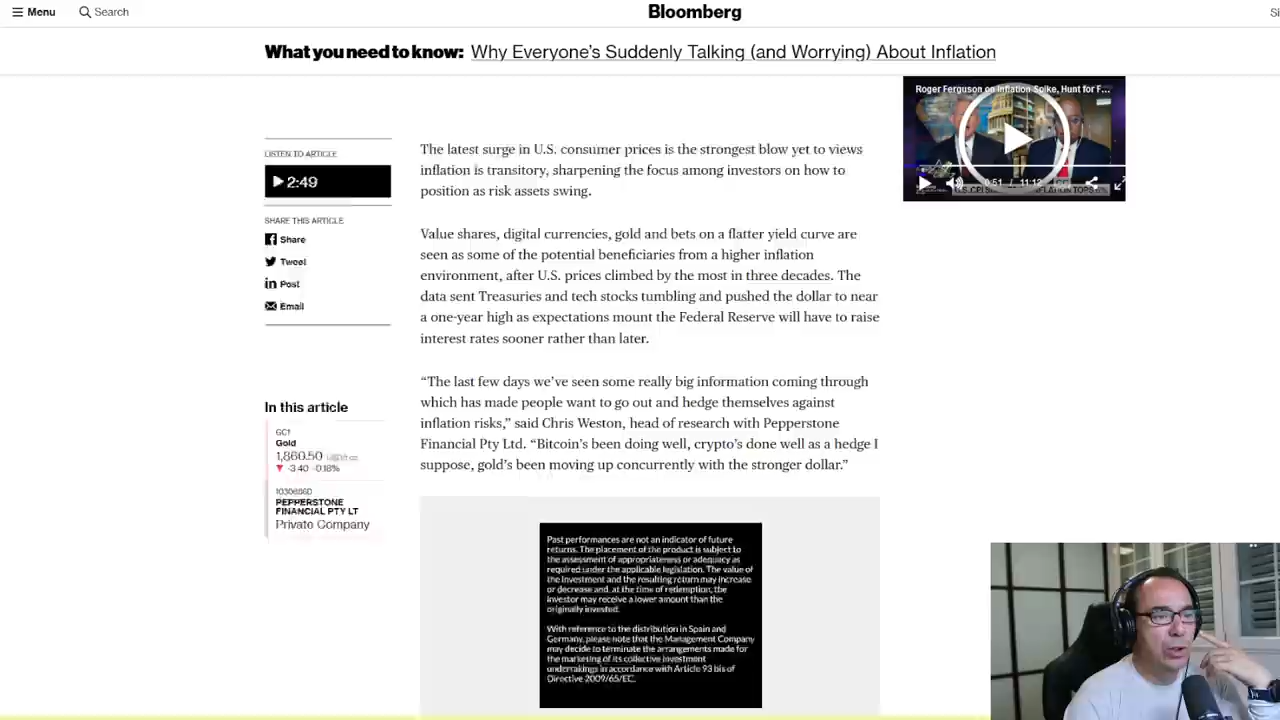 Menu
Search
Bloomberg
What you need to know: Why Everyone's Suddenly Talking (and Worrying) About Inflation
Roger Ferguson on Inflation Spike, Hunt for F...
LISTEN TO ARTICLE
2:49
SHARE THIS ARTICLE
Share
Tweet
Post
Email
The latest surge in U.S. consumer prices is the strongest blow yet to views
inflation is transitory, sharpening the focus among investors on how to
position as risk assets swing.
Value shares, digital currencies, gold and bets on a flatter yield curve are
seen as some of the potential beneficiaries from a higher inflation
environment, after U.S. prices climbed by the most in three decades. The
data sent Treasuries and tech stocks tumbling and pushed the dollar to near
a one-year high as expectations mount the Federal Reserve will have to raise
interest rates sooner rather than later.
“The last few days we’ve seen some really big information coming through
which has made people want to go out and hedge themselves against
inflation risks,” said Chris Weston, head of research with Pepperstone
Financial Pty Ltd. “Bitcoin’s been doing well, crypto’s done well as a hedge I
suppose, gold’s been moving up concurrently with the stronger dollar.”
In this article
GC1
Gold
1,860.50
▼ -3.40 -0.18%
PEPPERSTONE
FINANCIAL PTY LT
Private Company
Past performances are not an indicator of future
returns. The placement of the product is subject to
the assessment of appropriateness or adequacy as
required under the applicable legislation. The value of
the investment and the resulting return may increase
or decrease and, at the time of redemption, the
investor may receive a lower amount than the
originally invested.
With reference to the distribution in Spain and
Germany, please note that the Management Company
may decide to terminate the arrangements made for
the marketing of its collective investment
undertakings in accordance with Article 93 bis of
Directive 2009/65/EC.